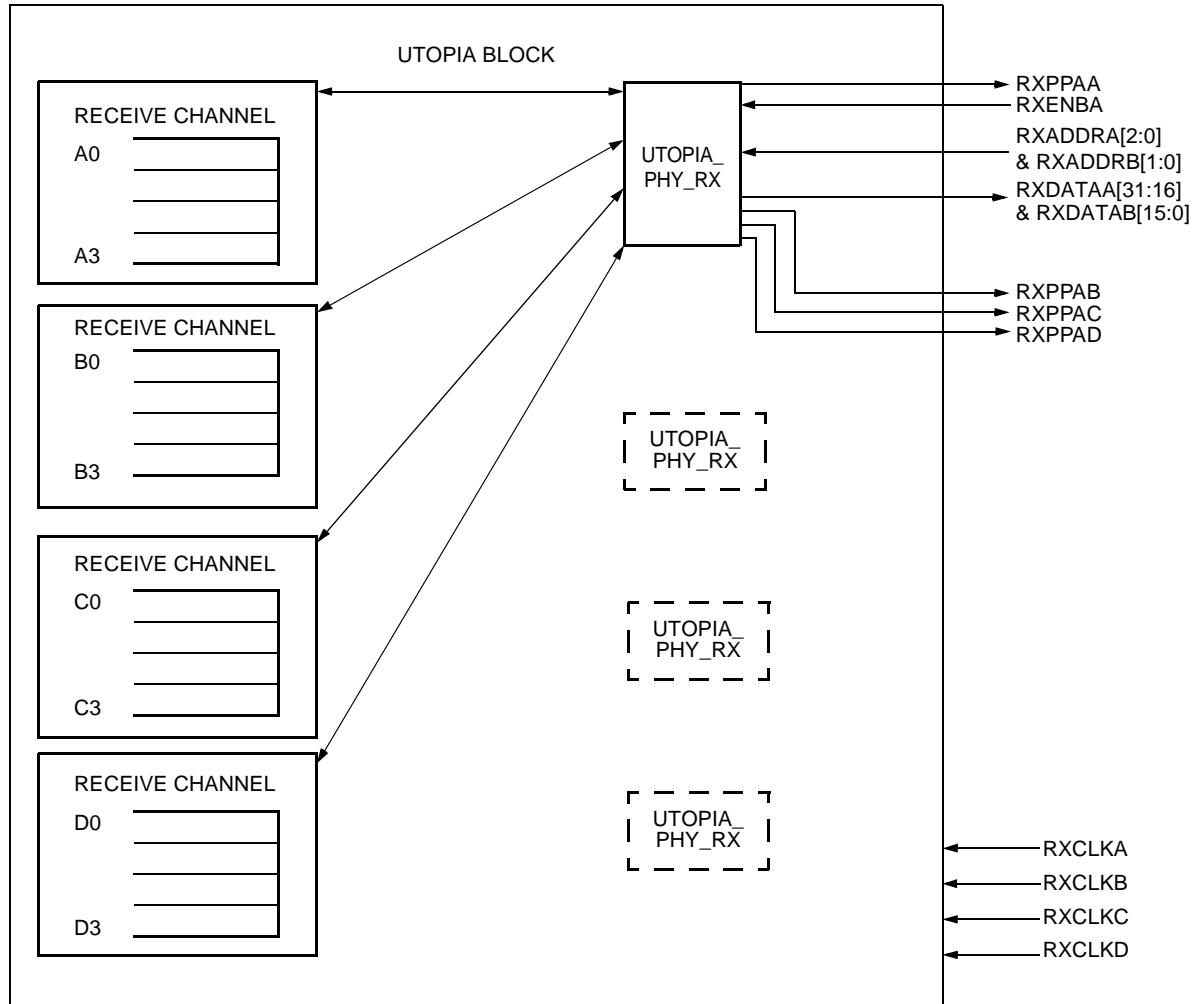 UTOPIA BLOCK
RECEIVE CHANNEL
A0
A3
RECEIVE CHANNEL
B0
B3
RECEIVE CHANNEL
C0
C3
RECEIVE CHANNEL
D0
D3
UTOPIA_
PHY_RX
UTOPIA_
PHY_RX
UTOPIA_
PHY_RX
UTOPIA_
PHY_RX
RXPPAA
RXENBA
RXADDRA[2:0]
& RXADDRB[1:0]
RXDATAA[31:16]
& RXDATAB[15:0]
RXPPAB
RXPPAC
RXPPAD
RXCLKA
RXCLKB
RXCLKC
RXCLKD